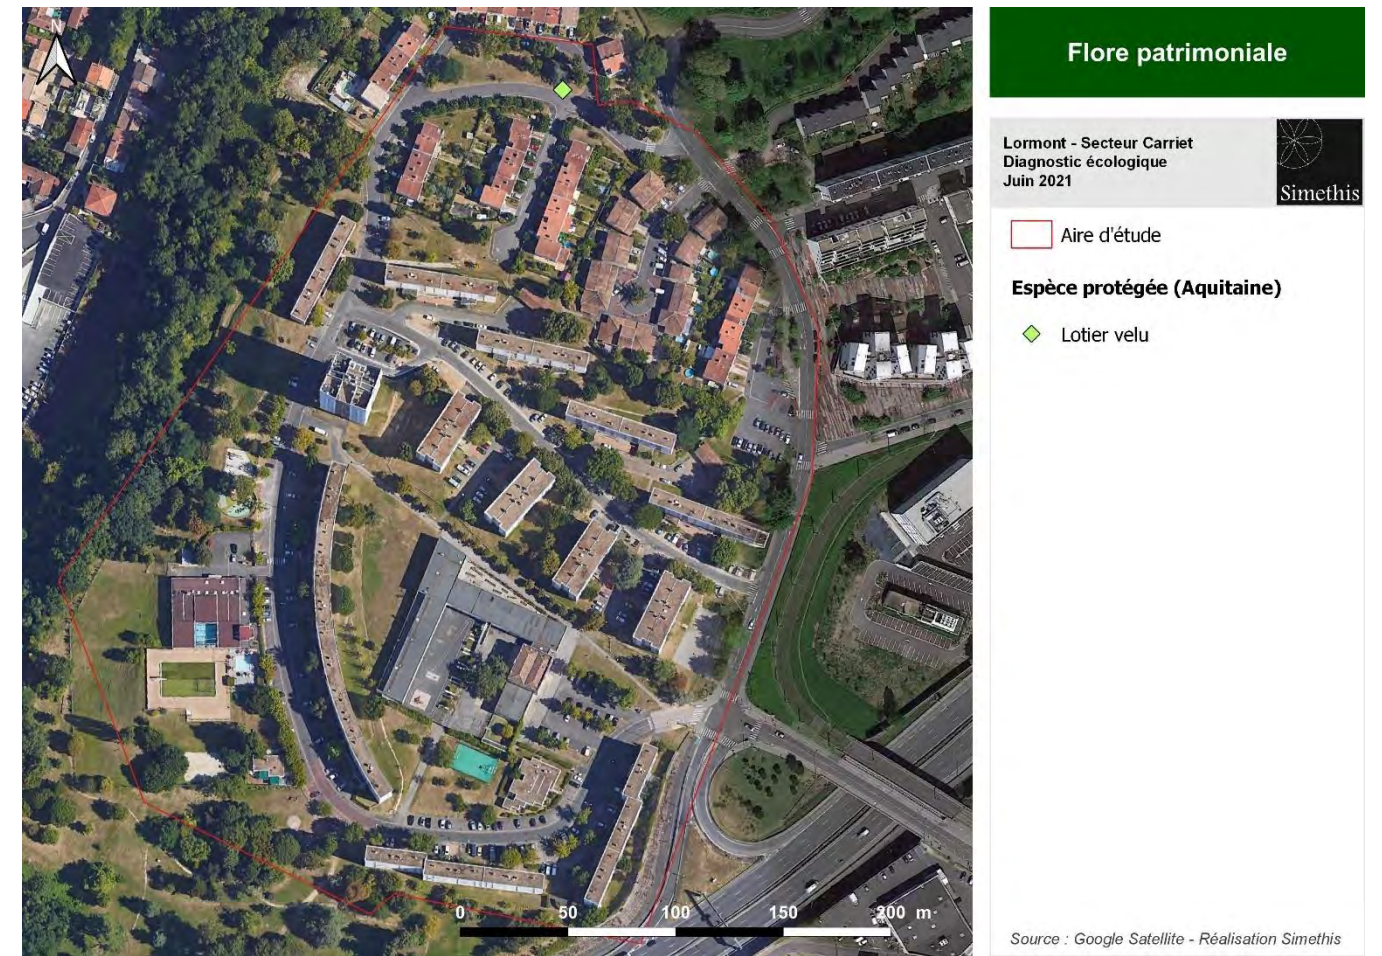 Flore patrimoniale
Lormont - Secteur Carriet
Diagnostic écologique
Juin 2021
Simethis
Aire d'étude
Espèce protégée (Aquitaine)
Lotier velu
0 50 100 150 200 m
Source : Google Satellite - Réalisation Simethis